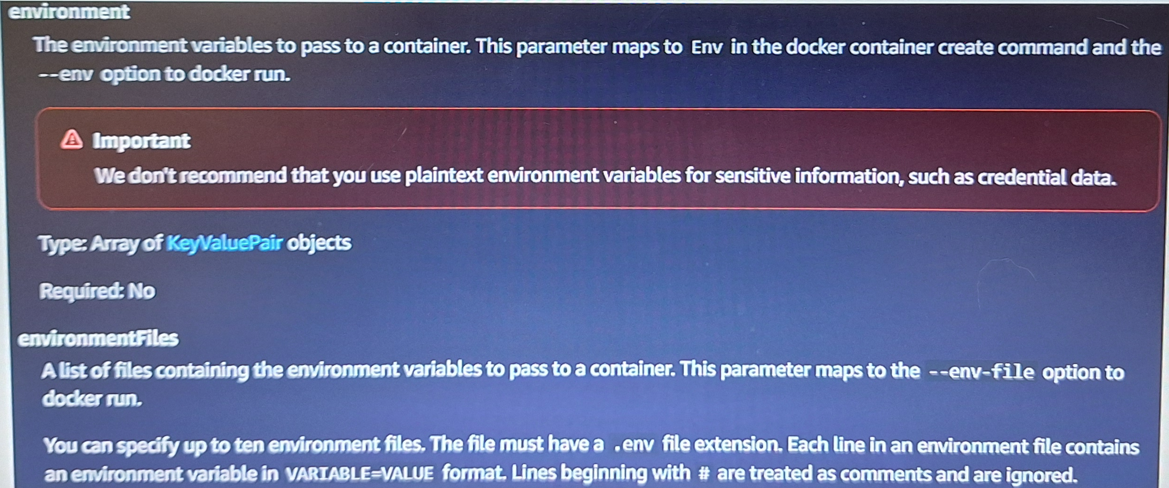 environment
The environment variables to pass to a container. This parameter maps to Env in the docker container create command and the
--env option to docker run.
Important
We don't recommend that you use plaintext environment variables for sensitive information, such as credential data.
Type: Array of KeyValuePair objects
Required: No
environmentFiles
A list of files containing the environment variables to pass to a container. This parameter maps to the --env-file option to
docker run.
You can specify up to ten environment files. The file must have a .env file extension. Each line in an environment file contains
an environment variable in VARIABLE=VALUE format. Lines beginning with # are treated as comments and are ignored.